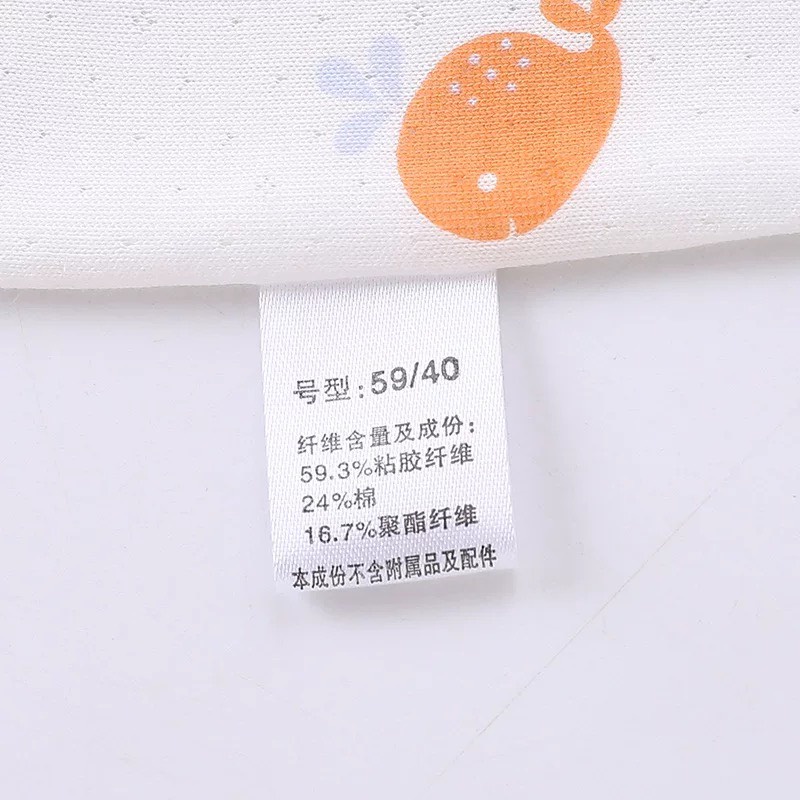 号型:59/40
纤维含量及成份:
59.3%粘胶纤维
24%棉
16.7%聚酯纤维
本成份不含附属品及配件